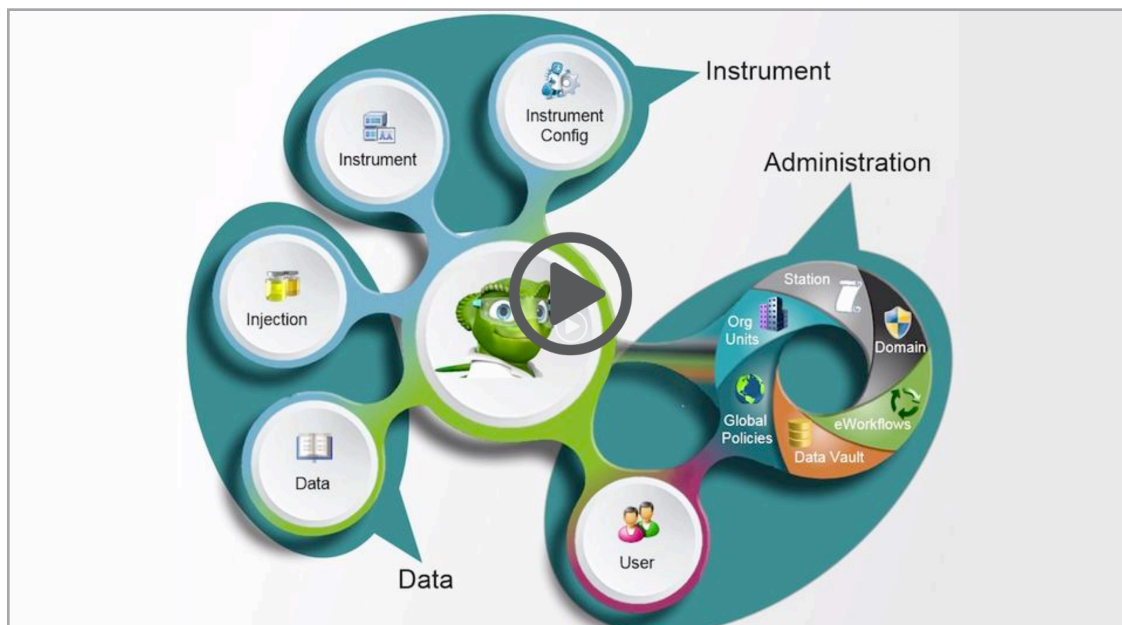 Instrument
Instrument
Config
Instrument
Administration
Injection
Station
Org
Units
Domain
Global
Policies
eWorkflows
Data Vault
Data
User
Data